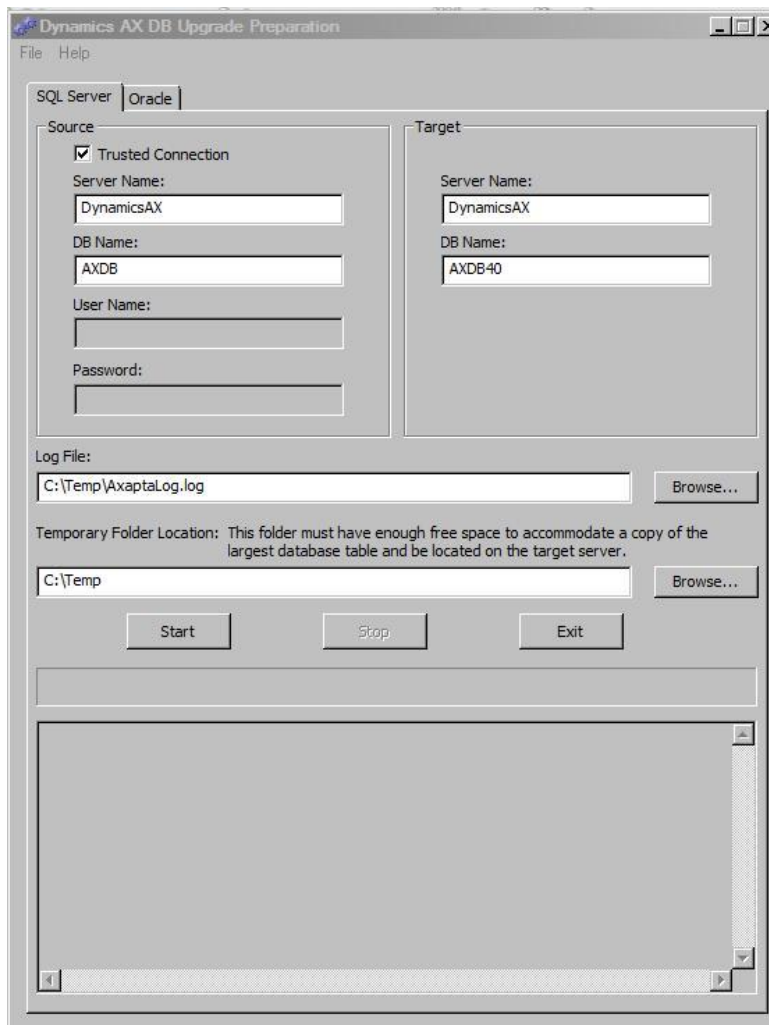 Dynamics AX DB Upgrade Preparation
File Help
SQL Server Oracle
Source
Trusted Connection
Server Name:
DynamicsAX
DB Name:
AXDB
User Name:
Password:
Target
Server Name:
DynamicsAX
DB Name:
AXDB40
Log File:
C:\Temp\AxaptaLog.log
Browse...
Temporary Folder Location: This folder must have enough free space to accommodate a copy of the
largest database table and be located on the target server.
C:\Temp
Browse...
Start Stop Exit